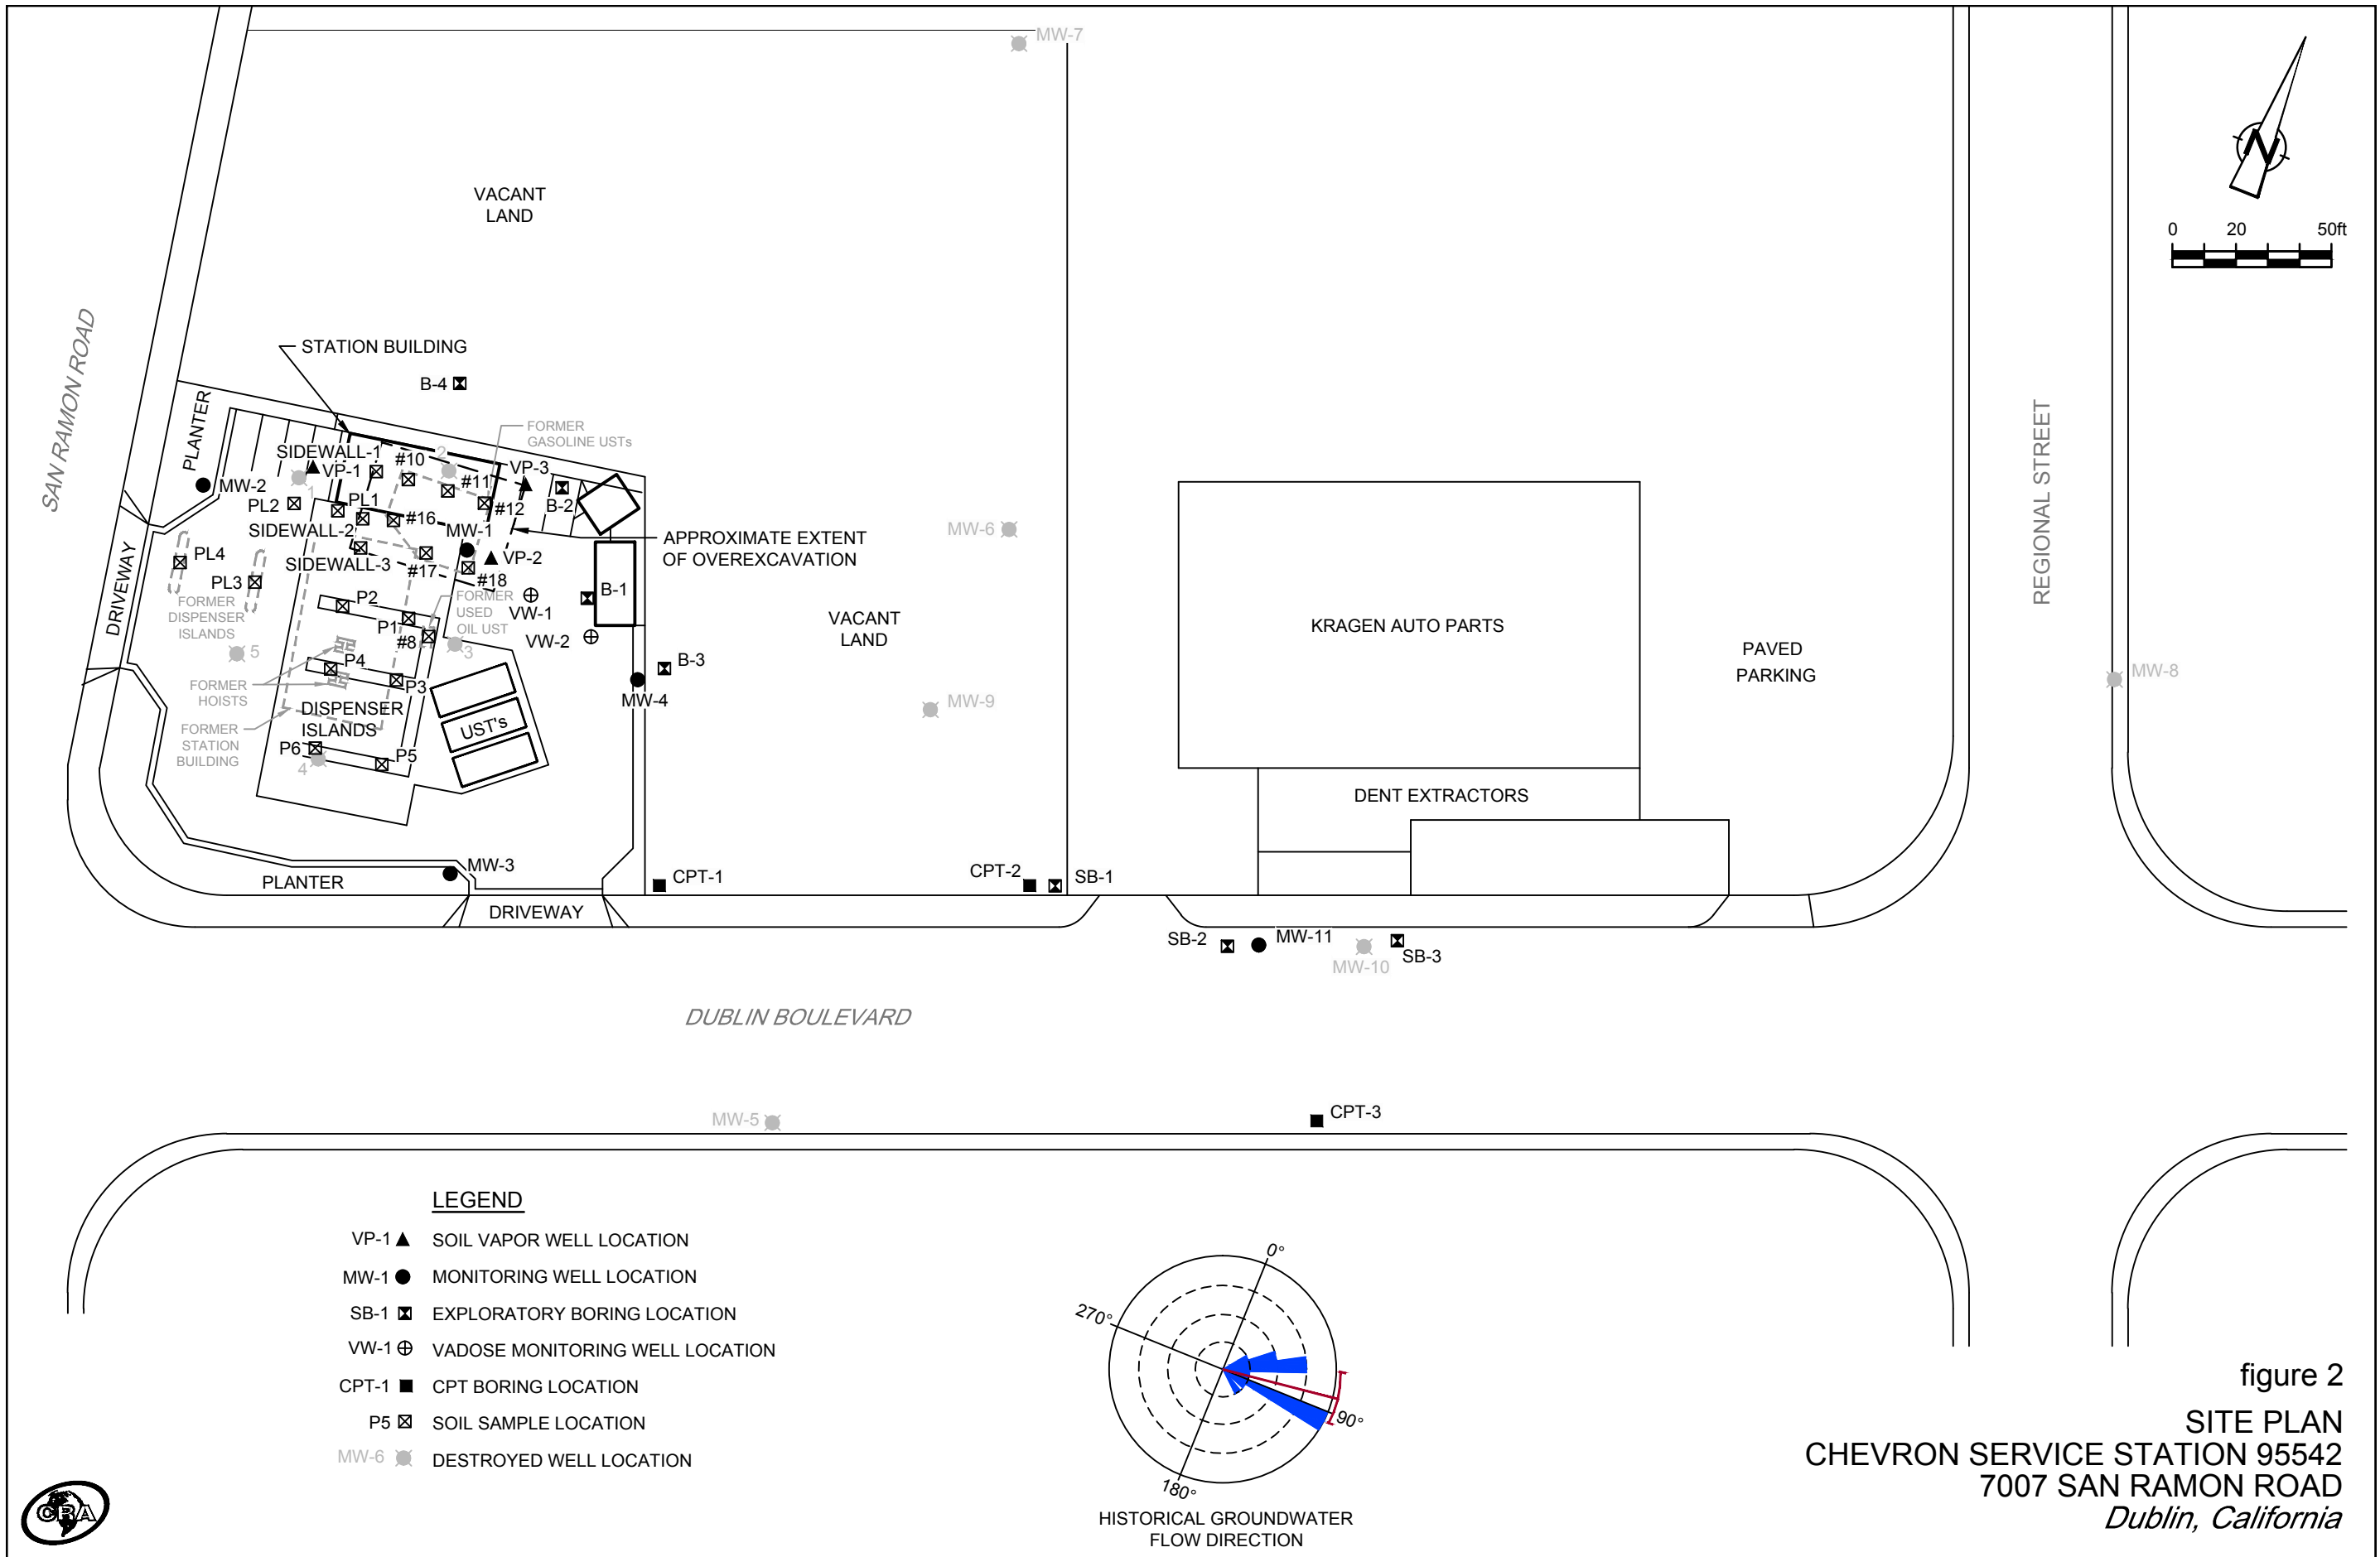 MW-7
N
0 20 50ft
VACANT
LAND
SAN RAMON ROAD
STATION BUILDING
B-4
PLANTER
FORMER
GASOLINE USTs
SIDEWALL-1
VP-1
#10
2
#11
VP-3
1
MW-2
PL2
PL1
#16
#12
B-2
SIDEWALL-2
MW-1
SIDEWALL-3
#17
VP-2
#18
APPROXIMATE EXTENT
OF OVEREXCAVATION
MW-6
PL4
PL3
DRIVEWAY
FORMER
DISPENSER
ISLANDS
P2
P1
#8
FORMER
USED
OIL UST
VW-1
B-1
VW-2
3
5
P4
P3
FORMER
HOISTS
B-3
MW-4
VACANT
LAND
MW-9
DISPENSER
ISLANDS
FORMER
STATION
BUILDING
UST's
P6
P5
4
KRAGEN AUTO PARTS
PAVED
PARKING
REGIONAL STREET
MW-8
DENT EXTRACTORS
MW-3
PLANTER
DRIVEWAY
CPT-1
CPT-2
SB-1
SB-2
MW-11
MW-10
SB-3
DUBLIN BOULEVARD
MW-5
CPT-3
LEGEND
VP-1 SOIL VAPOR WELL LOCATION
MW-1 MONITORING WELL LOCATION
SB-1 EXPLORATORY BORING LOCATION
VW-1 VADOSE MONITORING WELL LOCATION
CPT-1 CPT BORING LOCATION
P5 SOIL SAMPLE LOCATION
MW-6 DESTROYED WELL LOCATION
0°
270°
90°
180°
HISTORICAL GROUNDWATER
FLOW DIRECTION
figure 2
SITE PLAN
CHEVRON SERVICE STATION 95542
7007 SAN RAMON ROAD
Dublin, California
CRA